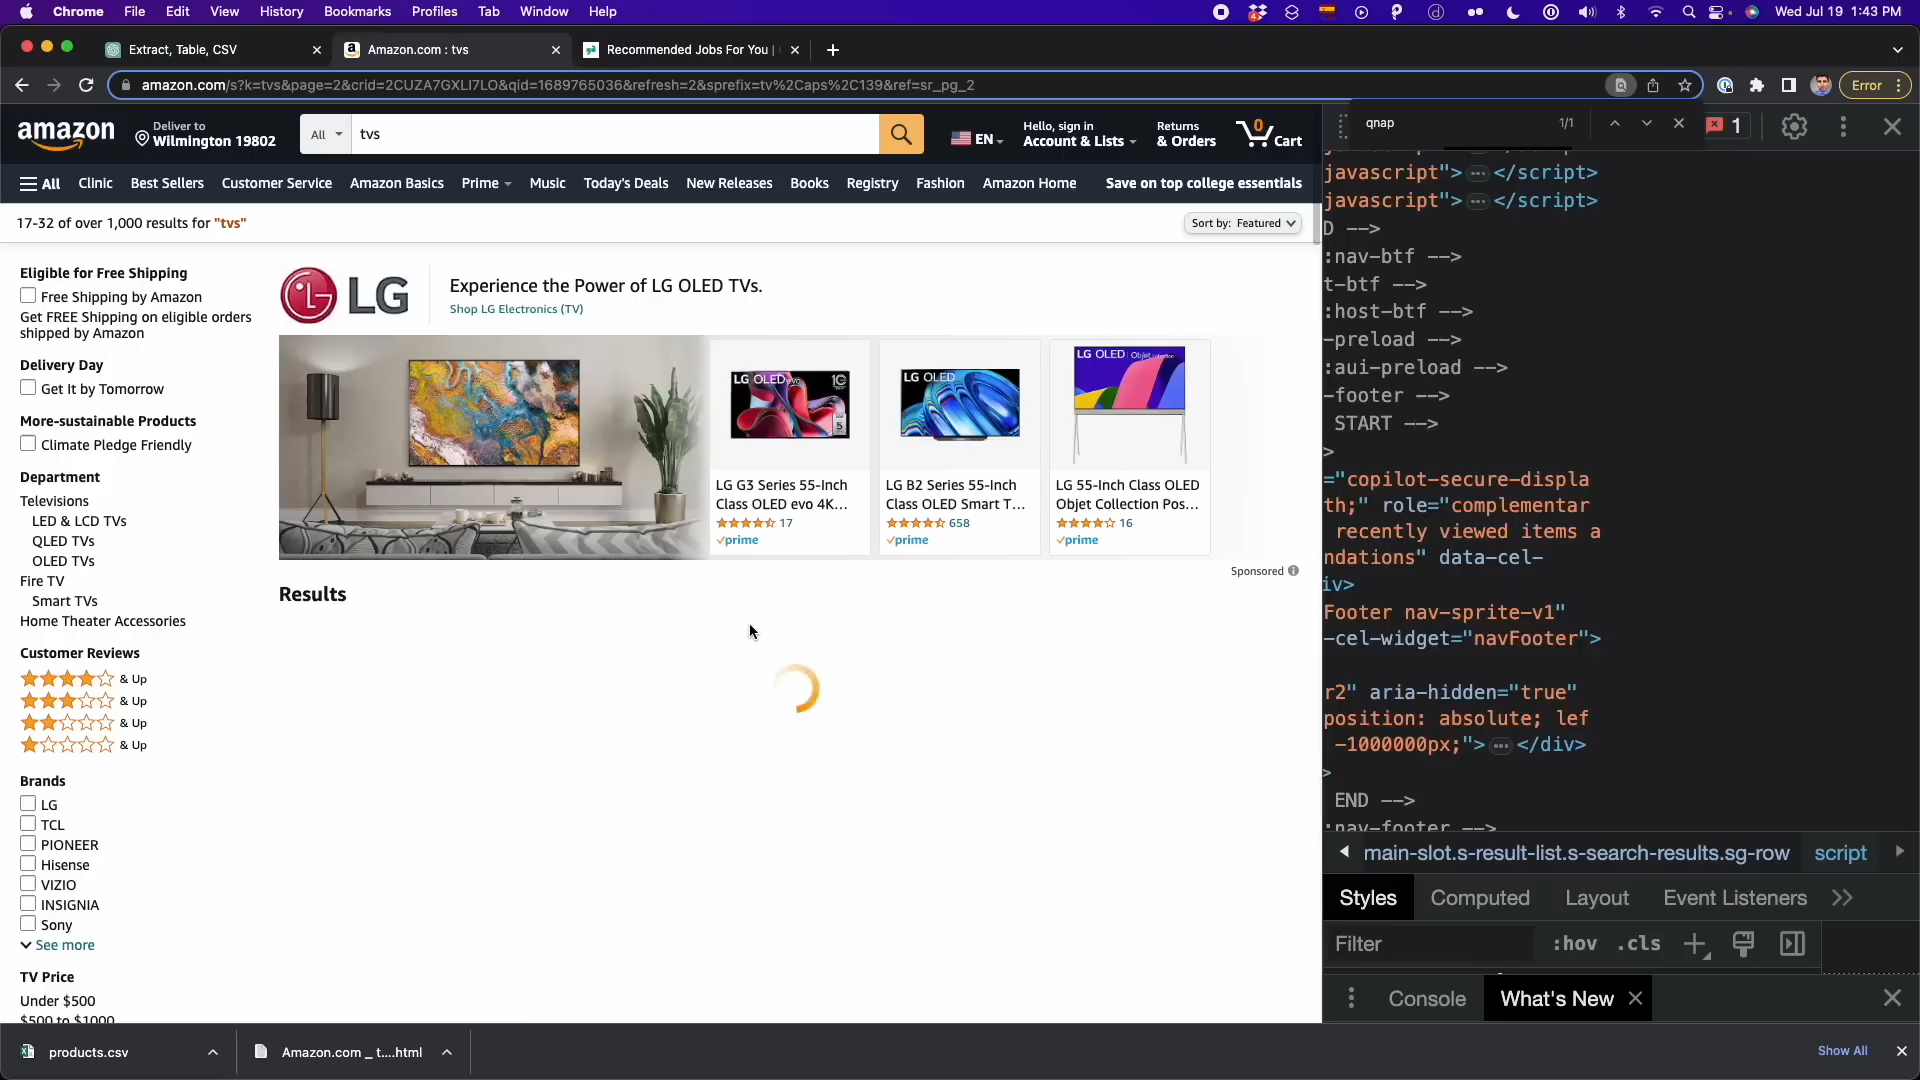 Chrome File Edit View History Bookmarks Profiles Tab Window Help
Wed Jul 19 1:43 PM
Extract, Table, CSV
Amazon.com : tvs
Recommended Jobs For You |
amazon.com/s?k=tvs&page=2&crid=2CUZA7GXLI7LO&qid=1689765036&refresh=2&sprefix=tv%2Caps%2C139&ref=sr_pg_2
Error
amazon
Deliver to
Wilmington 19802
All
tvs
EN
Hello, sign in
Account & Lists
Returns
& Orders
0
Cart
qnap
1/1
1
All Clinic Best Sellers Customer Service Amazon Basics Prime Music Today's Deals New Releases Books Registry Fashion Amazon Home Save on top college essentials
17-32 of over 1,000 results for "tvs"
Sort by: Featured
Eligible for Free Shipping
Free Shipping by Amazon
Get FREE Shipping on eligible orders
shipped by Amazon
Delivery Day
Get It by Tomorrow
More-sustainable Products
Climate Pledge Friendly
Department
Televisions
LED & LCD TVs
QLED TVs
OLED TVs
Fire TV
Smart TVs
Home Theater Accessories
Customer Reviews
& Up
& Up
& Up
& Up
Brands
LG
TCL
PIONEER
Hisense
VIZIO
INSIGNIA
Sony
See more
TV Price
Under $500
$500 to $1000
LG
Experience the Power of LG OLED TVs.
Shop LG Electronics (TV)
LG OLED evo
5
LG G3 Series 55-Inch
Class OLED evo 4K...
17
prime
LG OLED
LG B2 Series 55-Inch
Class OLED Smart T...
658
prime
LG OLED Objet Collection
LG 55-Inch Class OLED
Objet Collection Pos...
16
prime
Sponsored
Results
javascript"> ... </script>
javascript"> ... </script>
D -->
:nav-btf -->
t-btf -->
:host-btf -->
-preload -->
:aui-preload -->
-footer -->
START -->
>
="copilot-secure-displa
th;" role="complementar
recently viewed items a
ndations" data-cel-
iv>
Footer nav-sprite-v1"
-cel-widget="navFooter">
r2" aria-hidden="true"
position: absolute; lef
-1000000px;"> ... </div>
>
END -->
:nav-footer -->
main-slot.s-result-list.s-search-results.sg-row script
Styles Computed Layout Event Listeners
Filter :hov .cls
Console What's New
products.csv
Amazon.com _ t....html
Show All